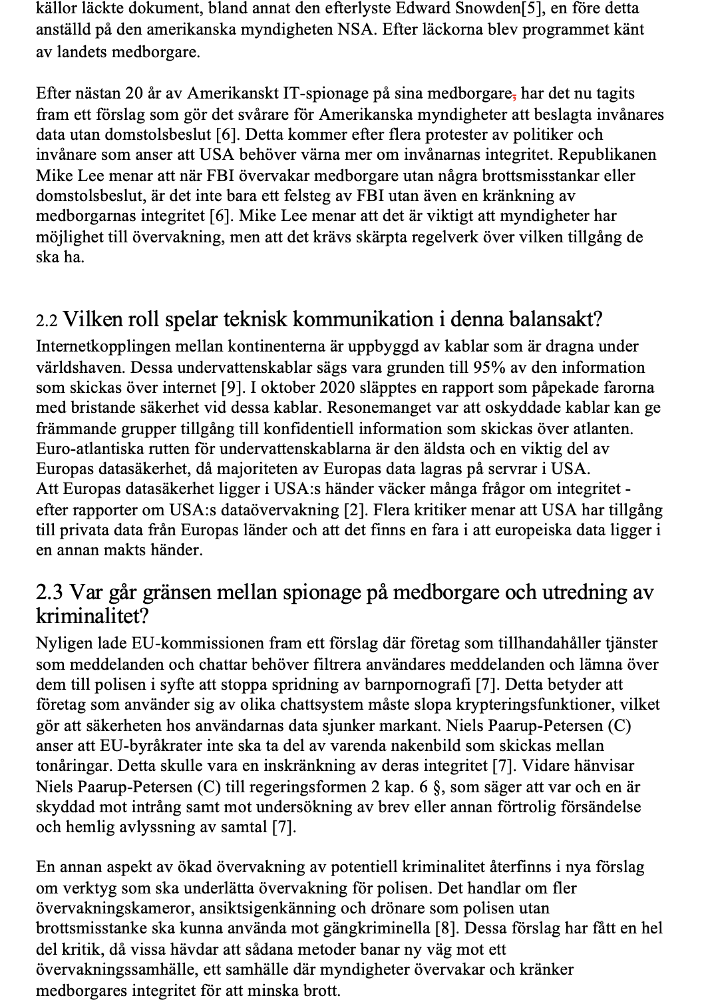 källor läckte dokument, bland annat den efterlyste Edward Snowden[5], en före detta
anställd på den amerikanska myndigheten NSA. Efter läckorna blev programmet känt
av landets medborgare.
Efter nästan 20 år av Amerikanskt IT-spionage på sina medborgare, har det nu tagits
fram ett förslag som gör det svårare för Amerikanska myndigheter att beslagta invånares
data utan domstolsbeslut [6]. Detta kommer efter flera protester av politiker och
invånare som anser att USA behöver värna mer om invånarnas integritet. Republikanen
Mike Lee menar att när FBI övervakar medborgare utan några brottsmisstankar eller
domstolsbeslut, är det inte bara ett felsteg av FBI utan även en kränkning av
medborgarnas integritet [6]. Mike Lee menar att det är viktigt att myndigheter har
möjlighet till övervakning, men att det krävs skärpta regelverk över vilken tillgång de
ska ha.
2.2 Vilken roll spelar teknisk kommunikation i denna balansakt?
Internetkopplingen mellan kontinenterna är uppbyggd av kablar som är dragna under
världshaven. Dessa undervattenskablar sägs vara grunden till 95% av den information
som skickas över internet [9]. I oktober 2020 släpptes en rapport som påpekade farorna
med bristande säkerhet vid dessa kablar. Resonemanget var att oskyddade kablar kan ge
främmande grupper tillgång till konfidentiell information som skickas över atlanten.
Euro-atlantiska rutten för undervattenskablarna är den äldsta och en viktig del av
Europas datasäkerhet, då majoriteten av Europas data lagras på servrar i USA.
Att Europas datasäkerhet ligger i USA:s händer väcker många frågor om integritet -
efter rapporter om USA:s dataövervakning [2]. Flera kritiker menar att USA har tillgång
till privata data från Europas länder och att det finns en fara i att europeiska data ligger i
en annan makts händer.
2.3 Var går gränsen mellan spionage på medborgare och utredning av
kriminalitet?
Nyligen lade EU-kommissionen fram ett förslag där företag som tillhandahåller tjänster
som meddelanden och chattar behöver filtrera användares meddelanden och lämna över
dem till polisen i syfte att stoppa spridning av barnpornografi [7]. Detta betyder att
företag som använder sig av olika chattsystem måste slopa krypteringsfunktioner, vilket
gör att säkerheten hos användarnas data sjunker markant. Niels Paarup-Petersen (C)
anser att EU-byråkrater inte ska ta del av varenda nakenbild som skickas mellan
tonåringar. Detta skulle vara en inskränkning av deras integritet [7]. Vidare hänvisar
Niels Paarup-Petersen (C) till regeringsformen 2 kap. 6 §, som säger att var och en är
skyddad mot intrång samt mot undersökning av brev eller annan förtrolig försändelse
och hemlig avlyssning av samtal [7].
En annan aspekt av ökad övervakning av potentiell kriminalitet återfinns i nya förslag
om verktyg som ska underlätta övervakning för polisen. Det handlar om fler
övervakningskameror, ansiktsigenkänning och drönare som polisen utan
brottsmisstanke ska kunna använda mot gängkriminella [8]. Dessa förslag har fått en hel
del kritik, då vissa hävdar att sådana metoder banar ny väg mot ett
övervakningssamhälle, ett samhälle där myndigheter övervakar och kränker
medborgares integritet för att minska brott.